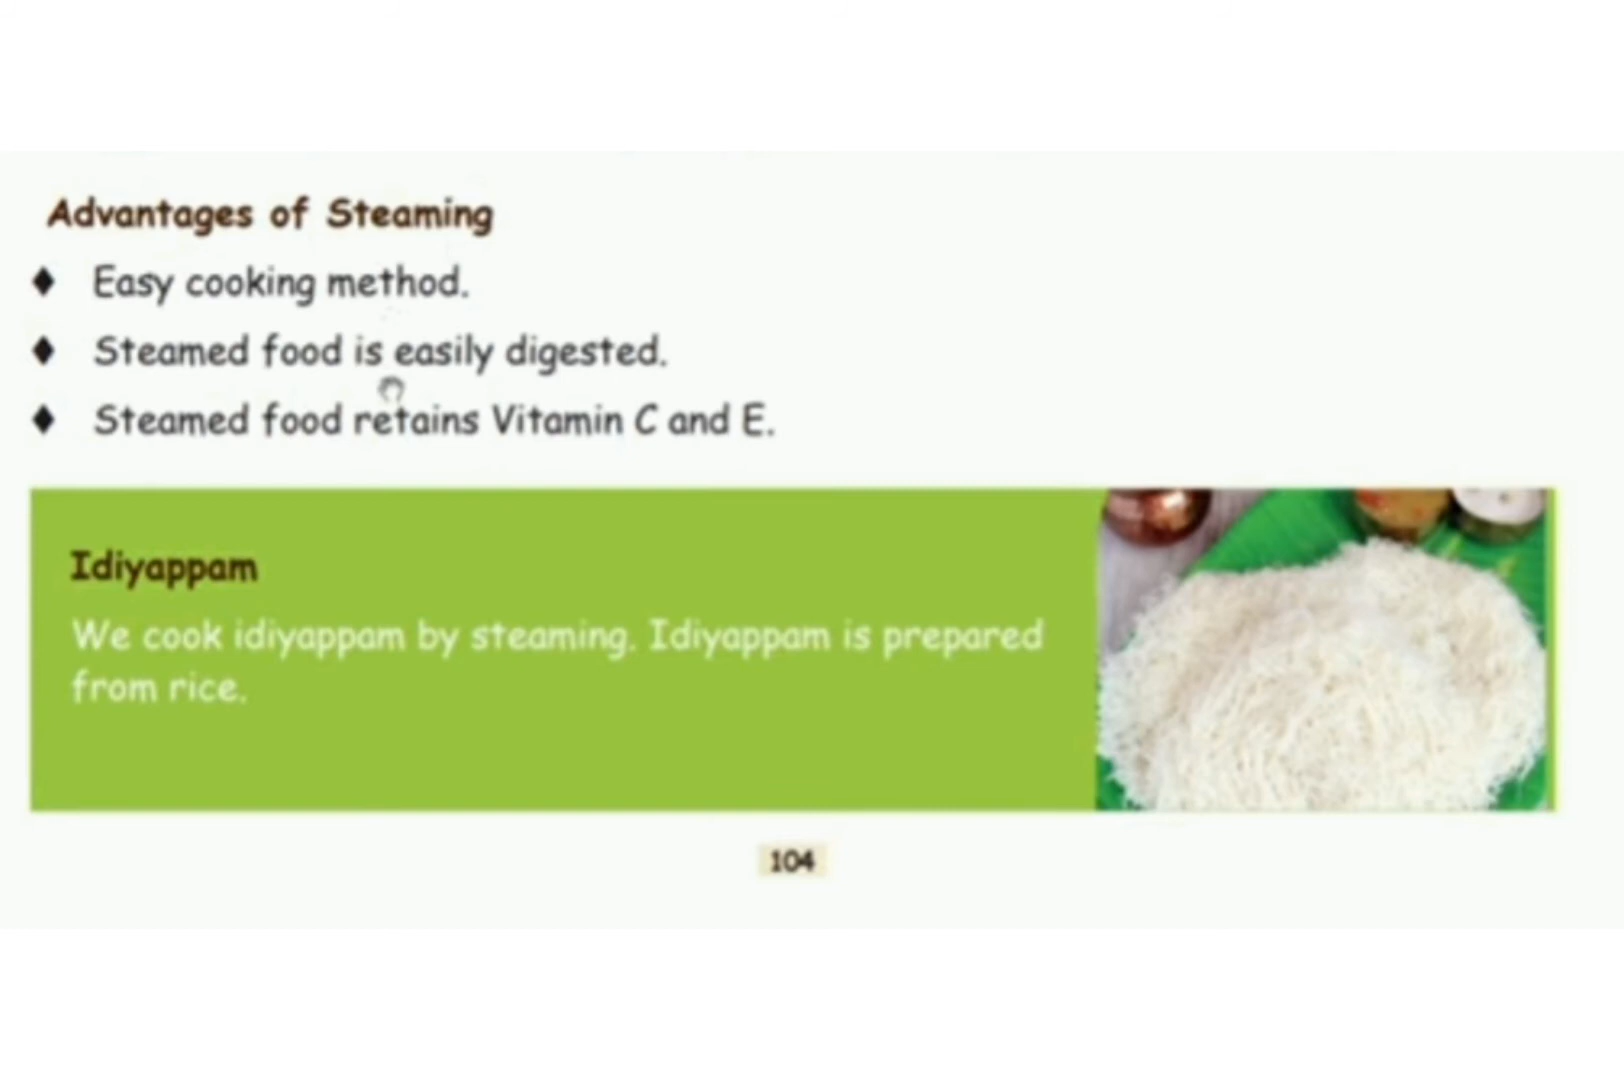 Advantages of Steaming
♦ Easy cooking method.
♦ Steamed food is easily digested.
♦ Steamed food retains Vitamin C and E.
Idiyappam
We cook idiyappam by steaming. Idiyappam is prepared
from rice.
104